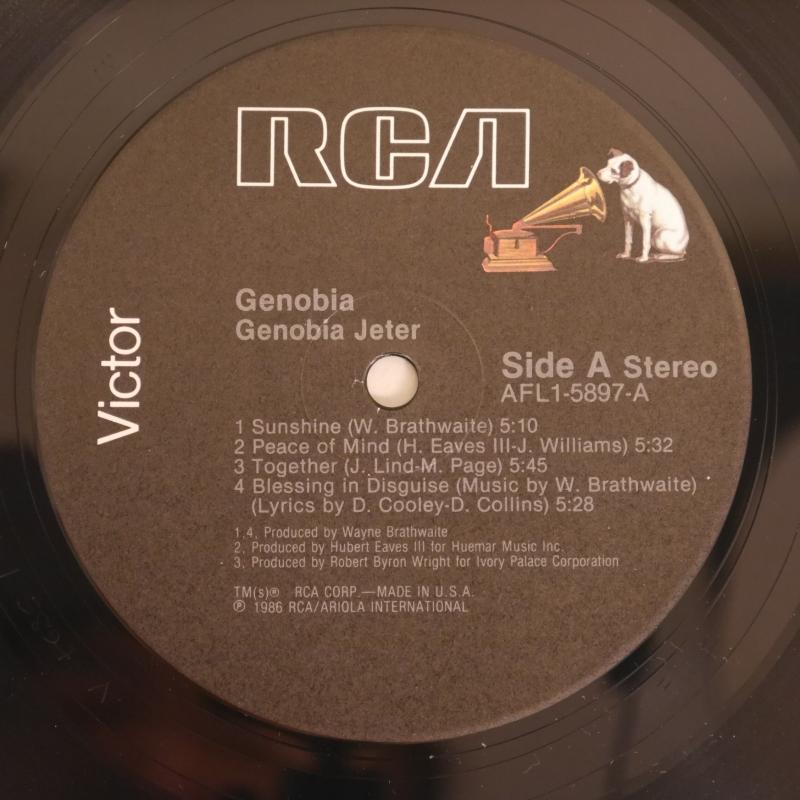 RCA
Victor
Genobia
Genobia Jeter
Side A Stereo
AFL1-5897-A
1 Sunshine (W. Brathwaite) 5:10
2 Peace of Mind (H. Eaves III-J. Williams) 5:32
3 Together (J. Lind-M. Page) 5:45
4 Blessing in Disguise (Music by W. Brathwaite)
(Lyrics by D. Cooley-D. Collins) 5:28
1,4, Produced by Wayne Brathwaite
2, Produced by Hubert Eaves III for Huemar Music Inc.
3, Produced by Robert Byron Wright for Ivory Palace Corporation
TM(s)® RCA CORP.—MADE IN U.S.A.
℗ 1986 RCA/ARIOLA INTERNATIONAL